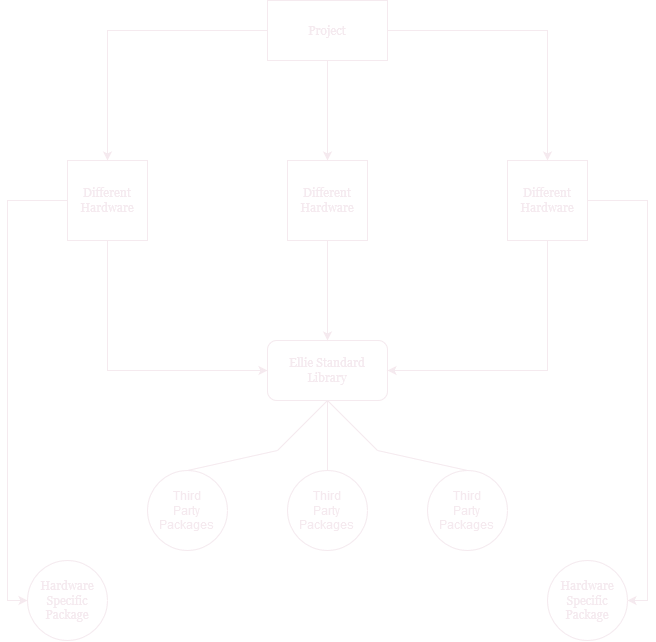 Project
Different
Hardware
Different
Hardware
Different
Hardware
Ellie Standard
Library
Third
Party
Packages
Third
Party
Packages
Third
Party
Packages
Hardware
Specific
Package
Hardware
Specific
Package